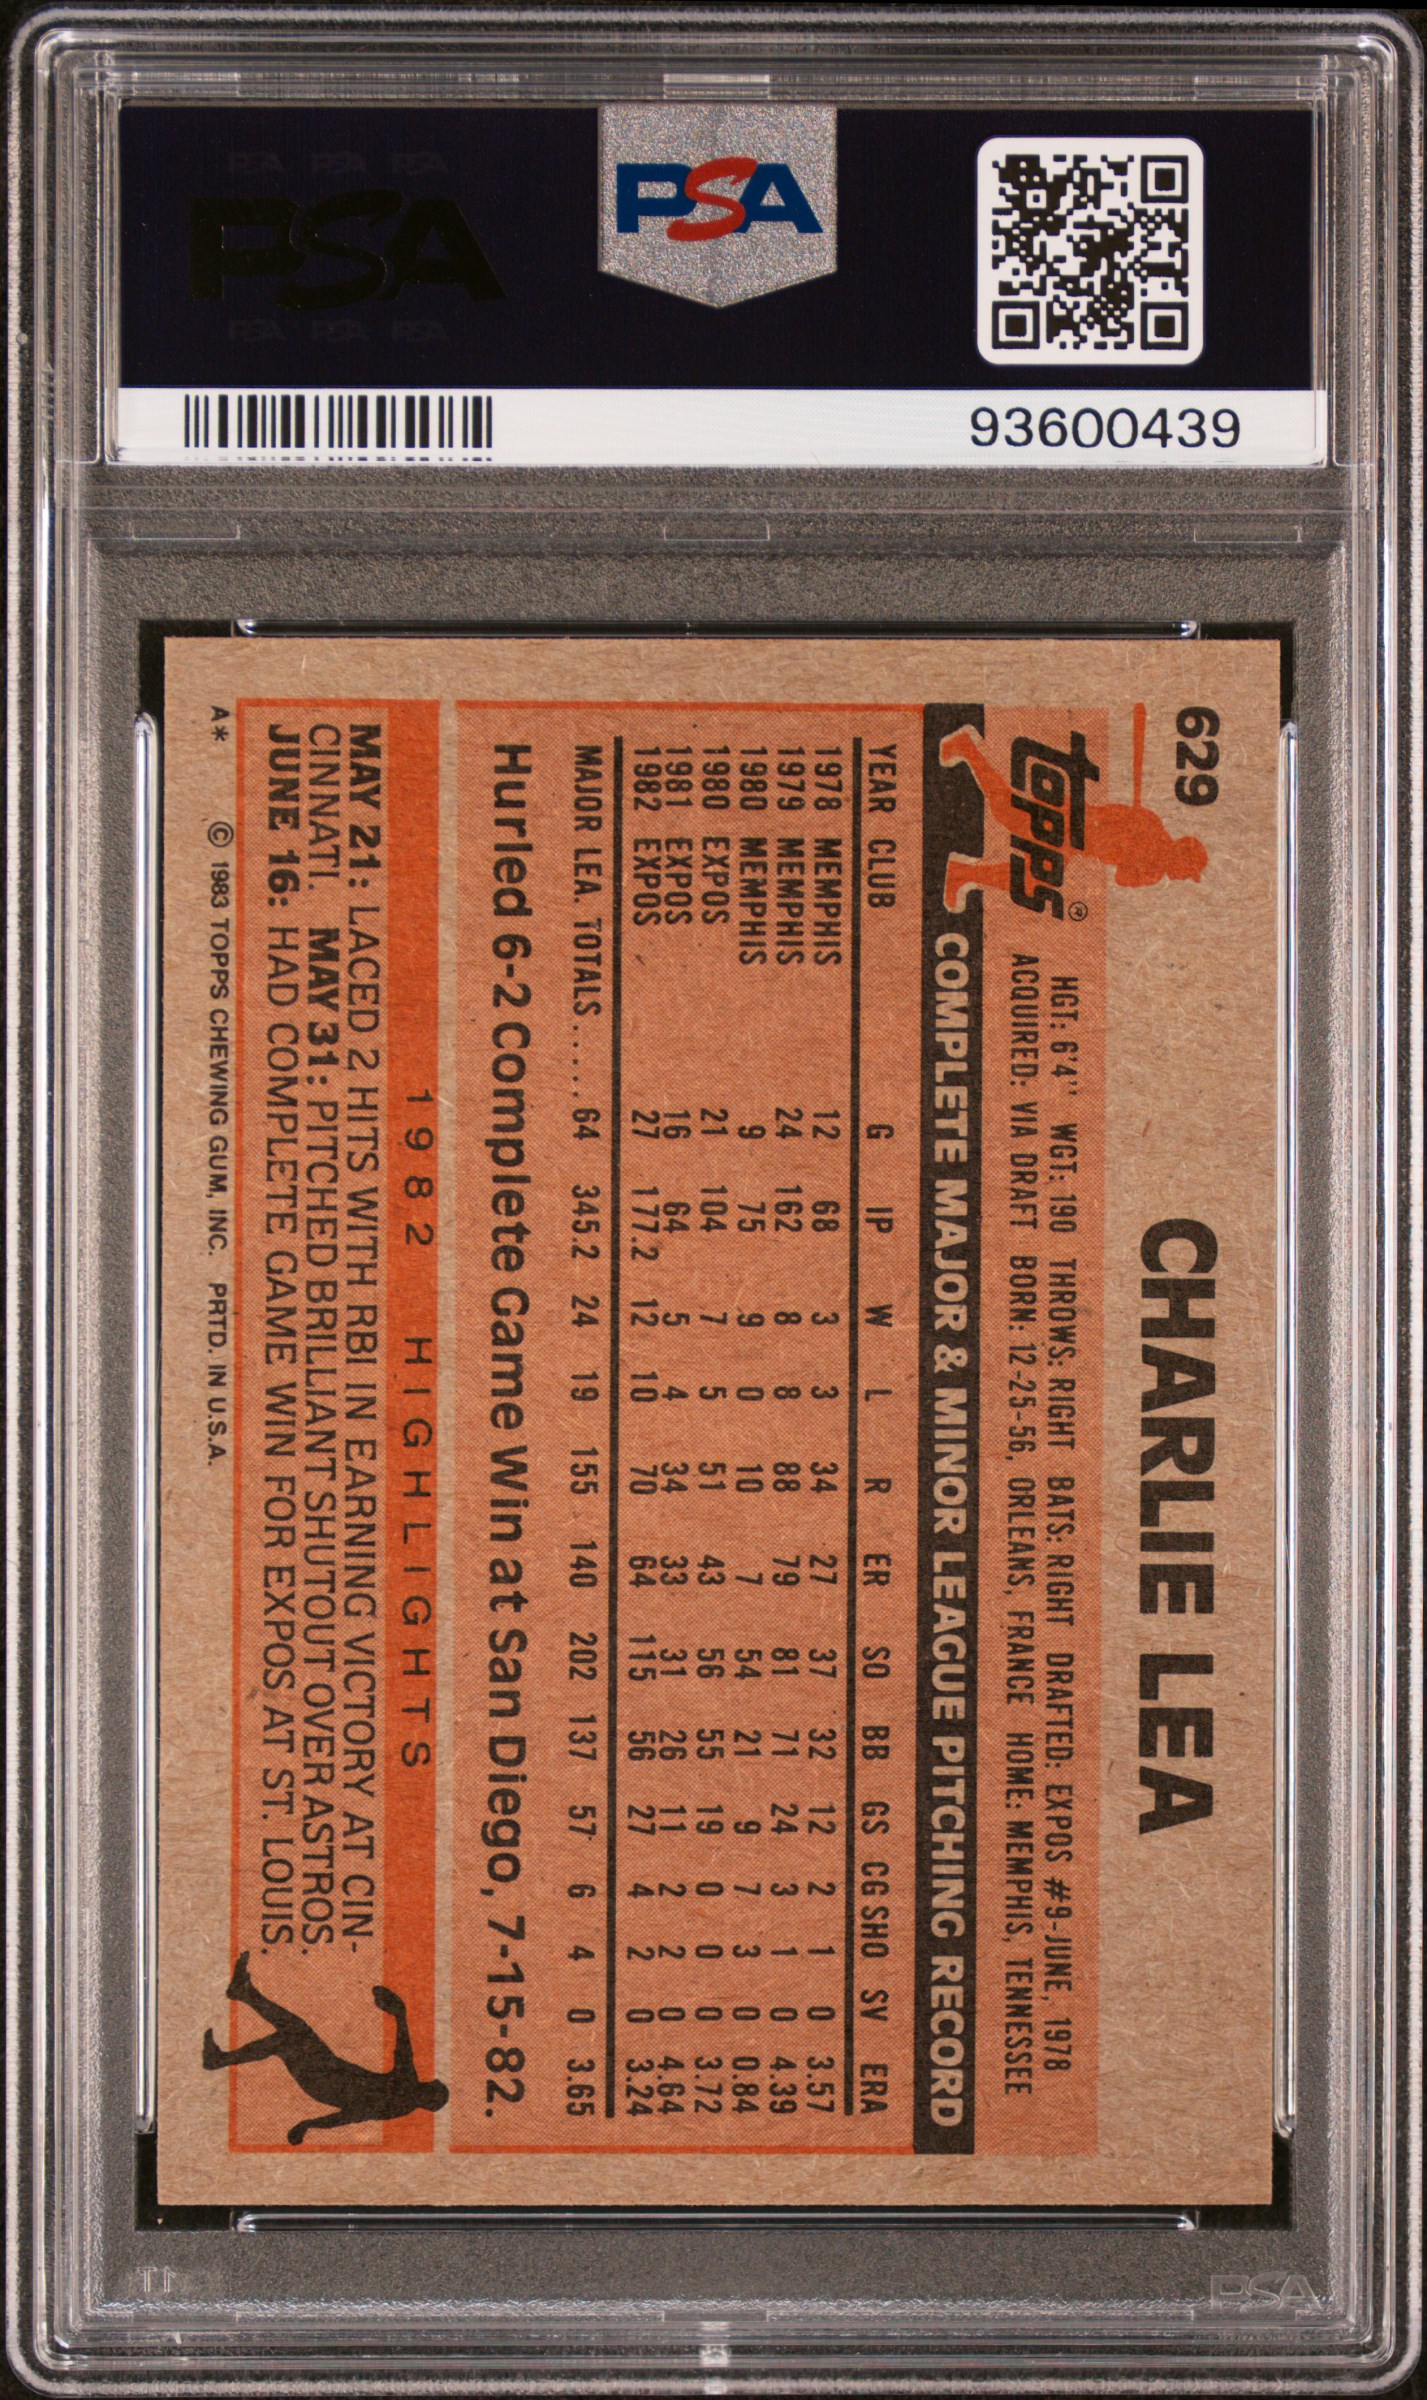 PSA PSA PSA
PSA
PSA PSA PSA
PSA
93600439
629
CHARLIE LEA
topps®
HGT: 6'4" WGT: 190 THROWS: RIGHT BATS: RIGHT DRAFTED: EXPOS #9-JUNE, 1978
ACQUIRED: VIA DRAFT BORN: 12-25-56, ORLEANS, FRANCE HOME: MEMPHIS, TENNESSEE
COMPLETE MAJOR & MINOR LEAGUE PITCHING RECORD
YEAR CLUB G IP W L R ER SO BB GS CG SHO SV ERA
1978 MEMPHIS 12 68 3 3 34 27 37 32 12 2 1 0 3.57
1979 MEMPHIS 24 162 8 8 88 79 81 71 24 3 1 0 4.39
1980 MEMPHIS 9 75 9 0 10 7 54 21 9 7 3 0 0.84
1980 EXPOS 21 104 7 5 51 43 56 55 19 0 0 0 3.72
1981 EXPOS 16 64 5 4 34 33 31 26 11 2 2 0 4.64
1982 EXPOS 27 177.2 12 10 70 64 115 56 27 4 2 0 3.24
MAJOR LEA. TOTALS..... 64 345.2 24 19 155 140 202 137 57 6 4 0 3.65
Hurled 6-2 Complete Game Win at San Diego, 7-15-82.
1982 HIGHLIGHTS
MAY 21: LACED 2 HITS WITH RBI IN EARNING VICTORY AT CIN-
CINNATI. MAY 31: PITCHED BRILLIANT SHUTOUT OVER ASTROS.
JUNE 16: HAD COMPLETE GAME WIN FOR EXPOS AT ST. LOUIS.
A* © 1983 TOPPS CHEWING GUM, INC. PRTD. IN U.S.A.
PSA